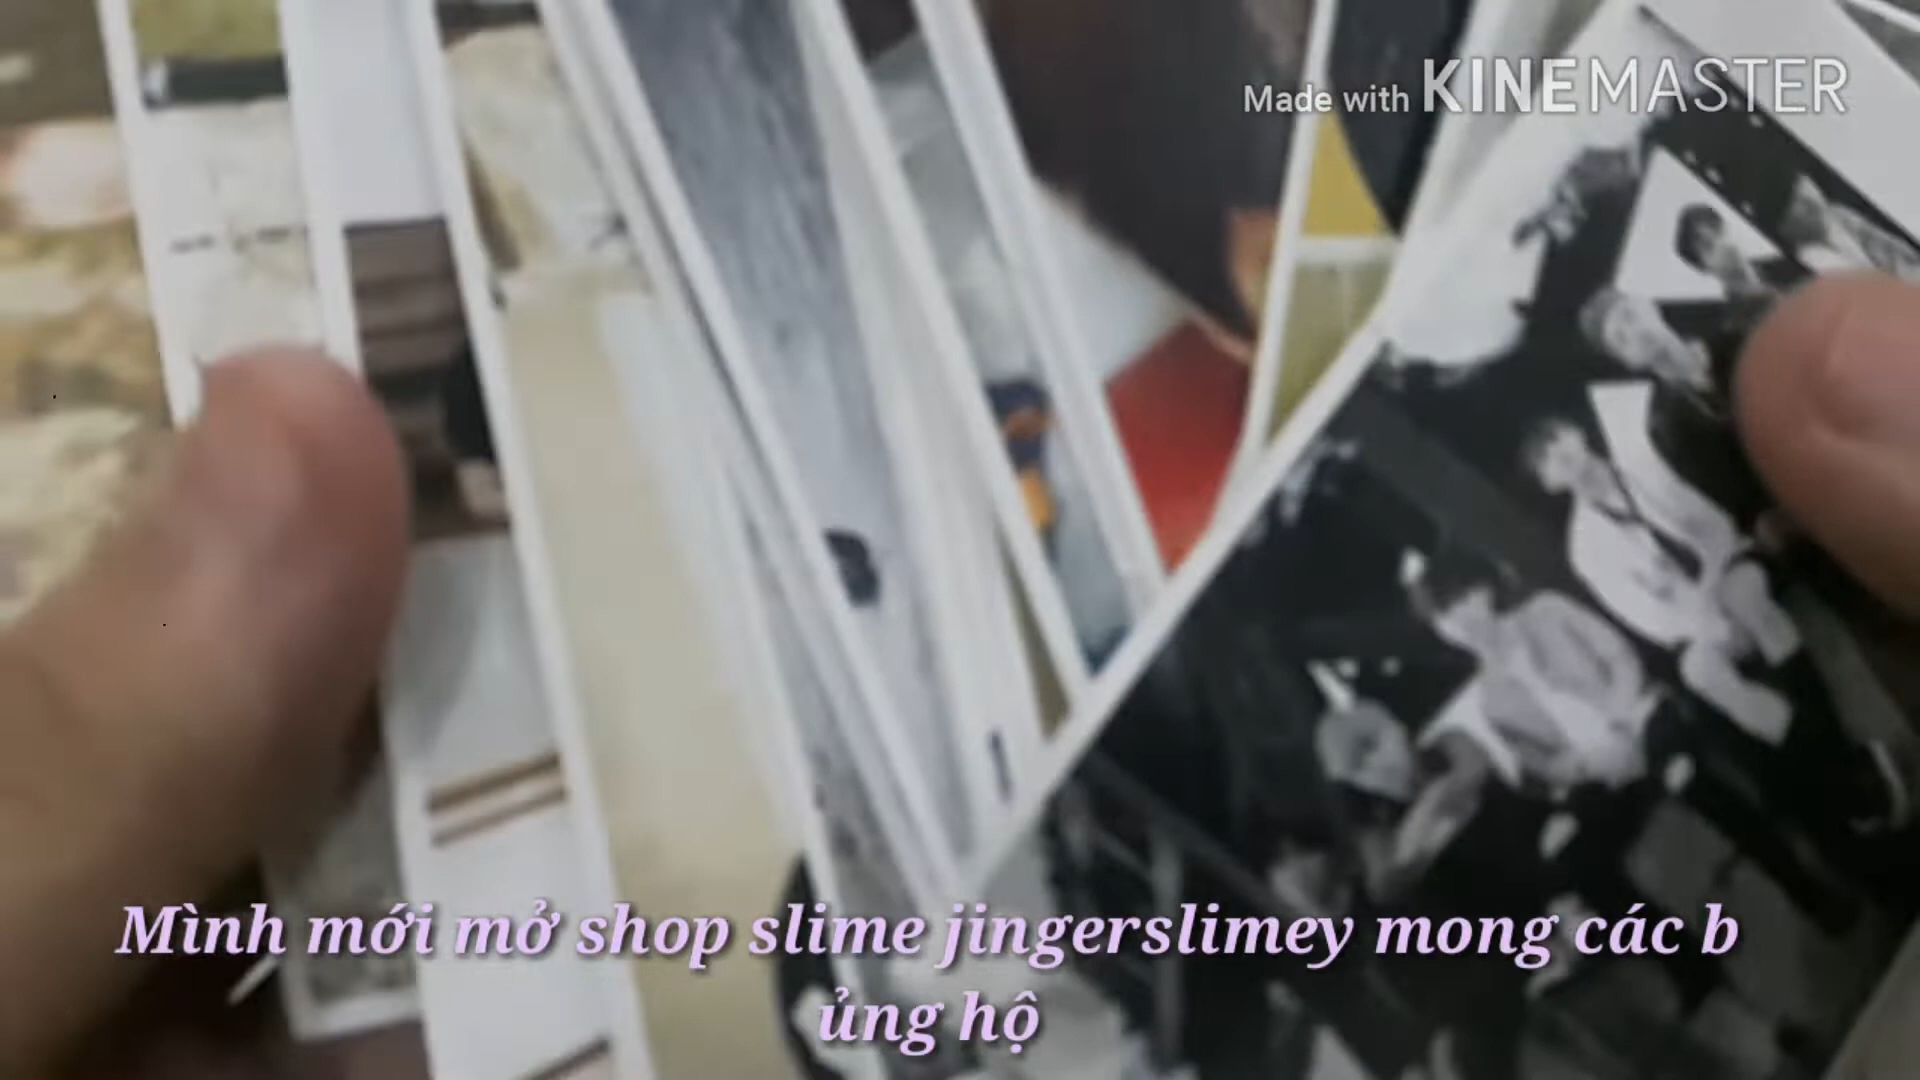 Made with KINEMASTER
Mình mới mở shop slime jingerslimey mong các b
ủng hộ